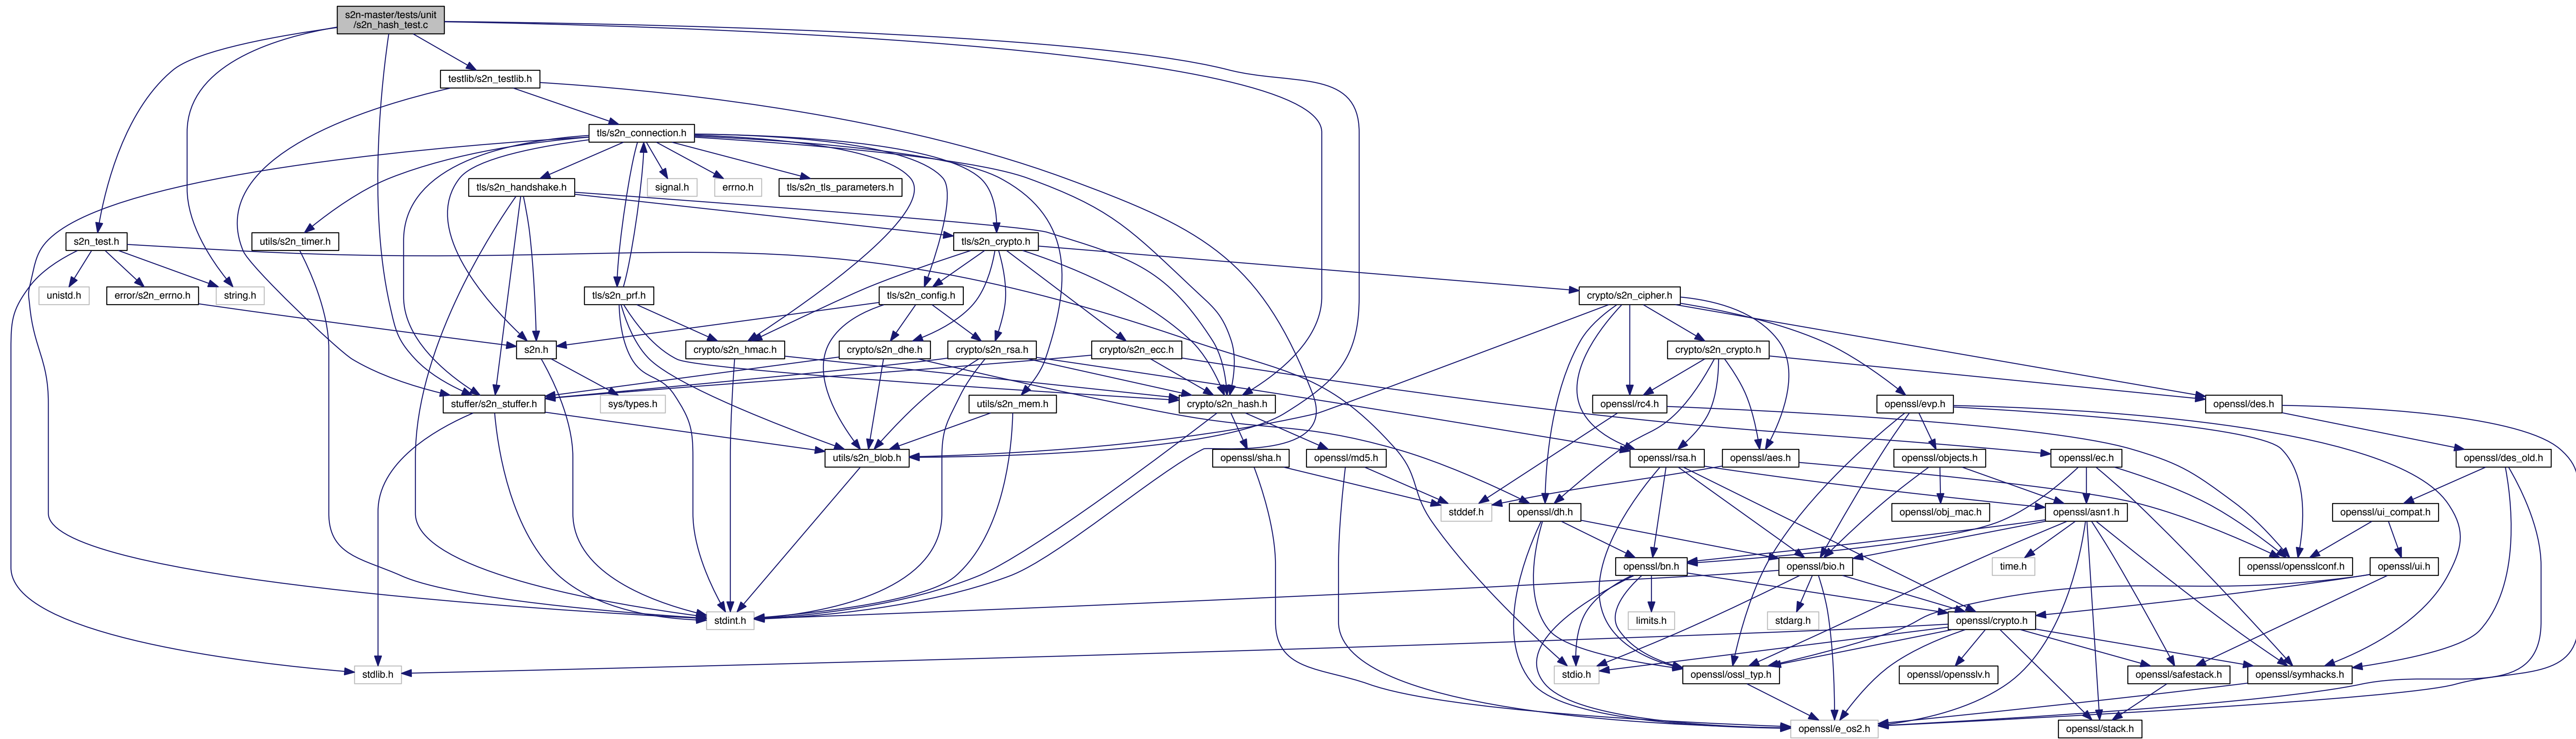 s2n-master/tests/unit
/s2n_hash_test.c
testlib/s2n_testlib.h
tls/s2n_connection.h
tls/s2n_handshake.h
signal.h
errno.h
tls/s2n_tls_parameters.h
s2n_test.h
utils/s2n_timer.h
tls/s2n_crypto.h
unistd.h
error/s2n_errno.h
string.h
tls/s2n_prf.h
tls/s2n_config.h
crypto/s2n_cipher.h
s2n.h
crypto/s2n_hmac.h
crypto/s2n_dhe.h
crypto/s2n_rsa.h
crypto/s2n_ecc.h
crypto/s2n_crypto.h
stuffer/s2n_stuffer.h
sys/types.h
utils/s2n_mem.h
crypto/s2n_hash.h
openssl/rc4.h
openssl/evp.h
openssl/des.h
utils/s2n_blob.h
openssl/sha.h
openssl/md5.h
openssl/rsa.h
openssl/aes.h
openssl/objects.h
openssl/ec.h
openssl/des_old.h
stddef.h
openssl/dh.h
openssl/obj_mac.h
openssl/asn1.h
openssl/ui_compat.h
openssl/bn.h
openssl/bio.h
time.h
openssl/opensslconf.h
openssl/ui.h
stdint.h
limits.h
stdarg.h
openssl/crypto.h
stdlib.h
stdio.h
openssl/ossl_typ.h
openssl/opensslv.h
openssl/safestack.h
openssl/symhacks.h
openssl/e_os2.h
openssl/stack.h